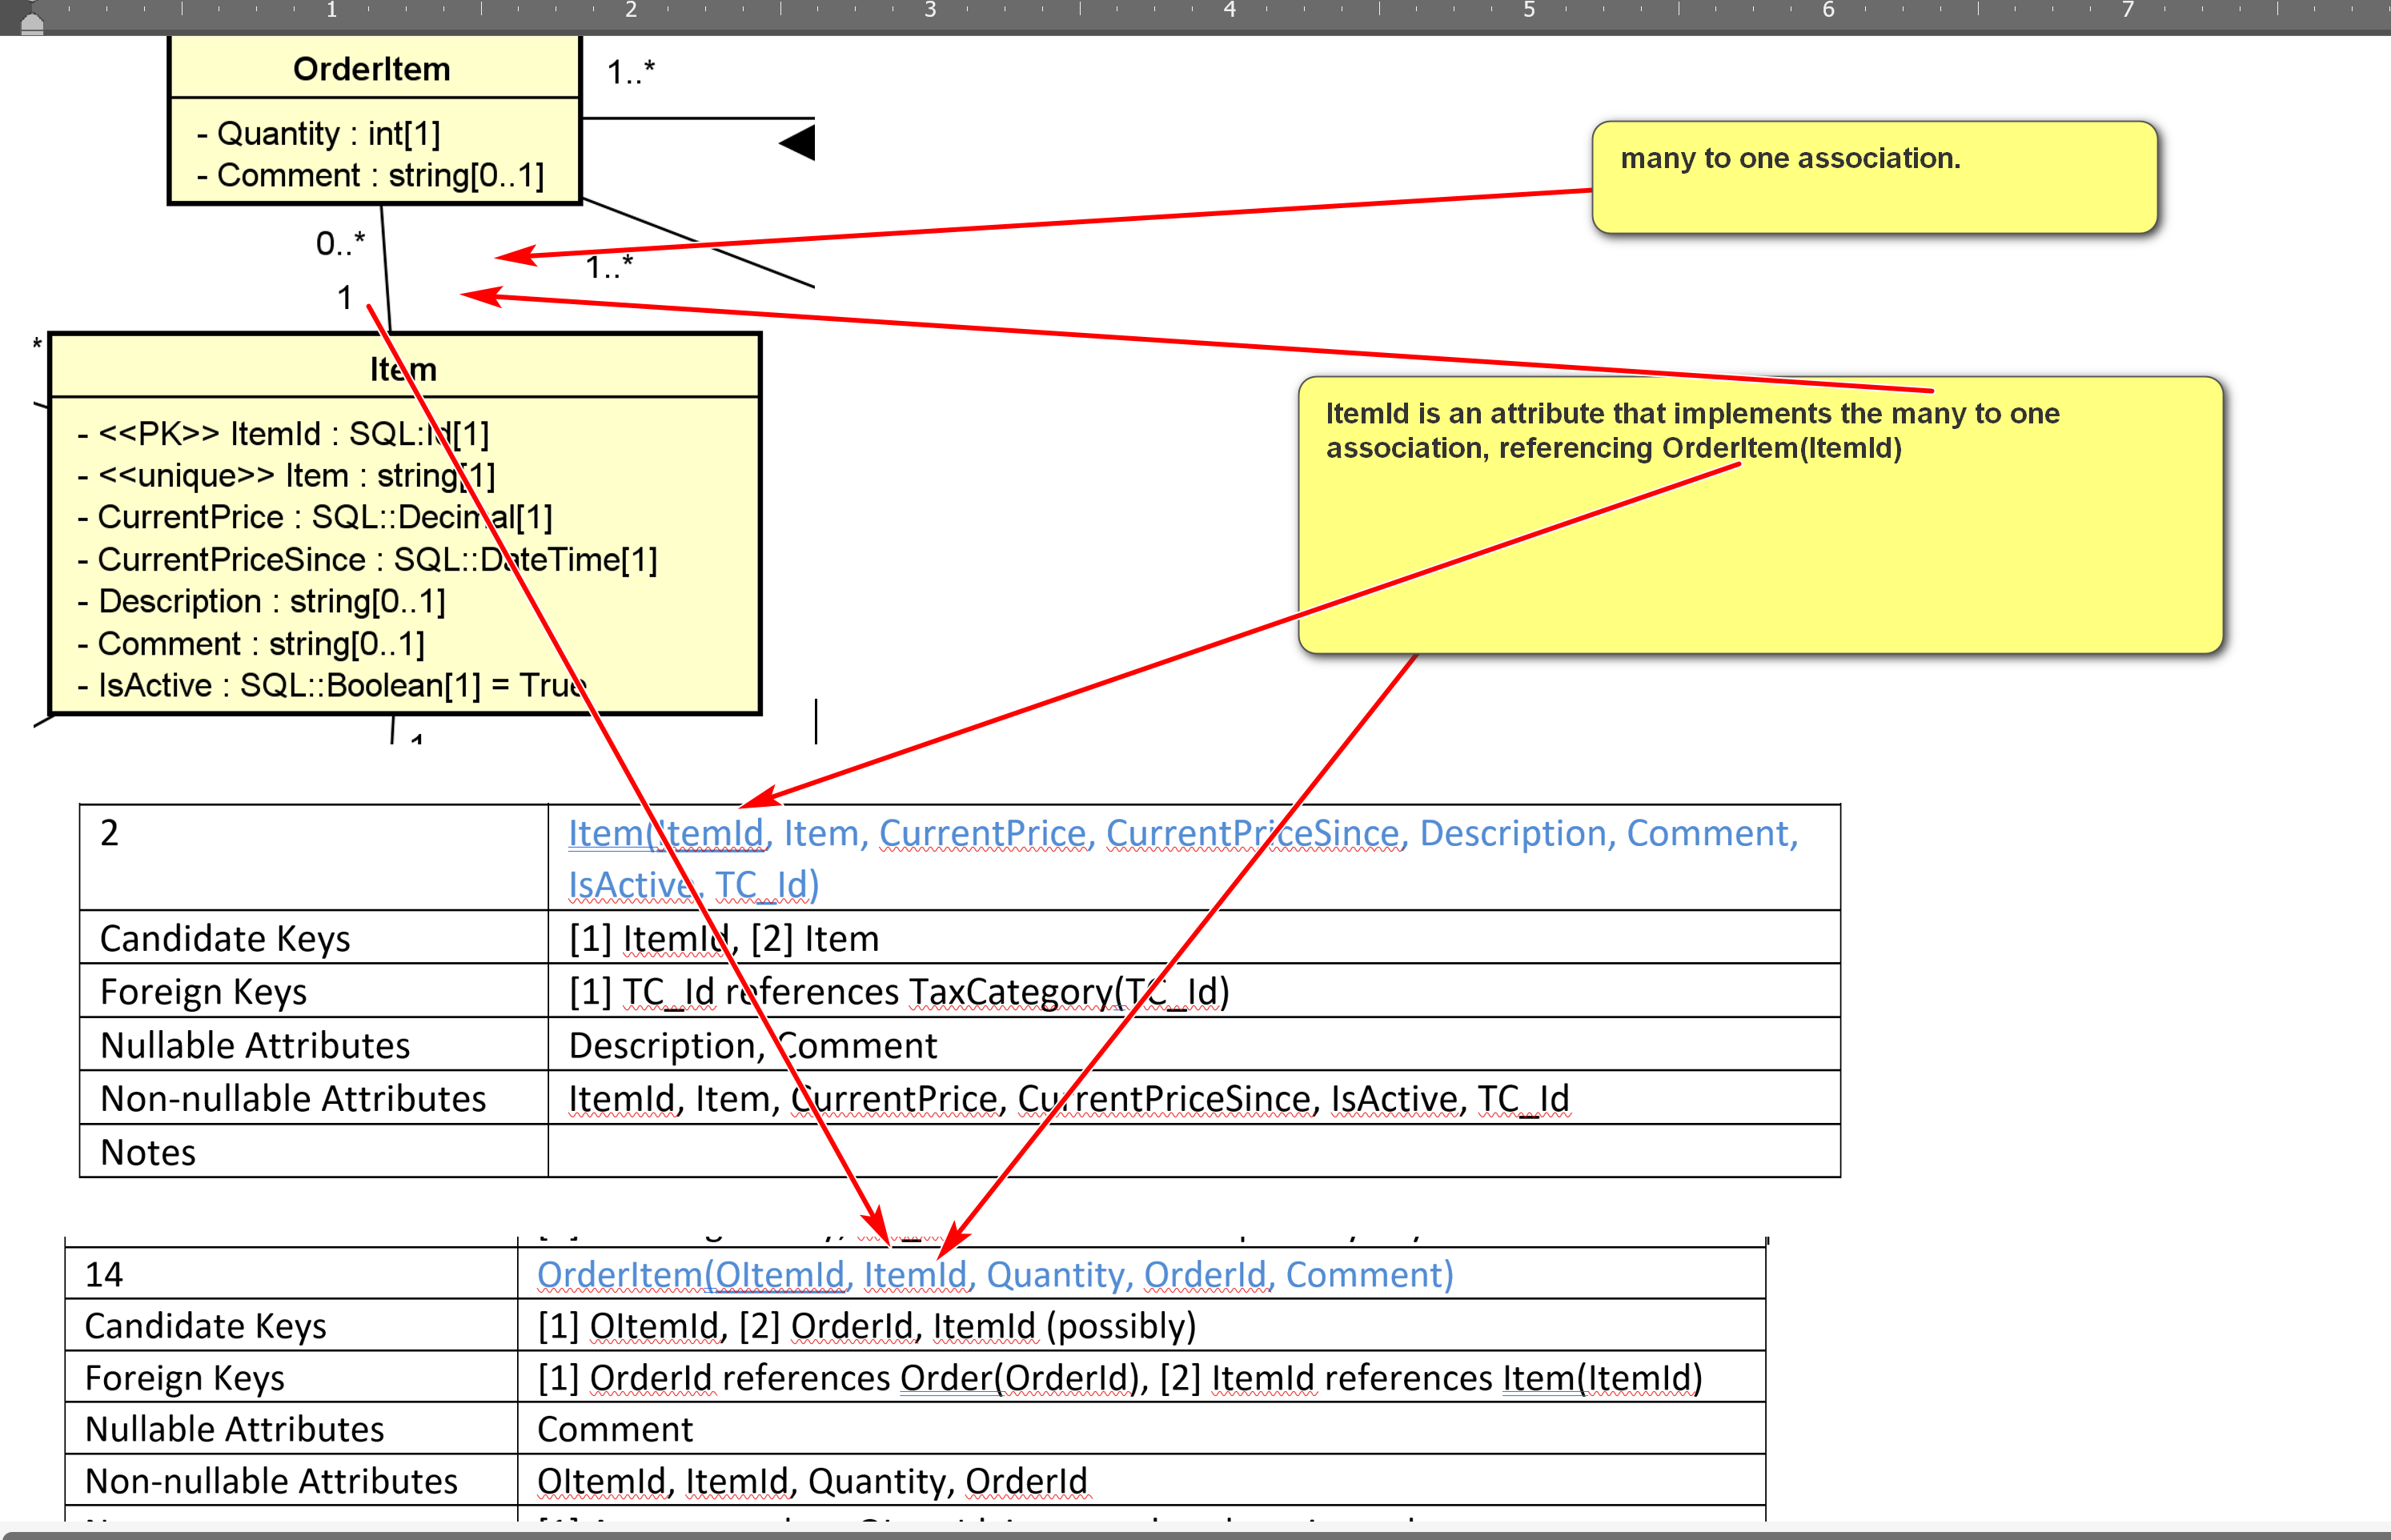 1 2 3 4 5 6 7
OrderItem
1..*
- Quantity : int[1]
- Comment : string[0..1]
many to one association.
0..*
1..*
1
*
Item
- <<PK>> ItemId : SQL:Id[1]
- <<unique>> Item : string[1]
- CurrentPrice : SQL::Decimal[1]
- CurrentPriceSince : SQL::DateTime[1]
- Description : string[0..1]
- Comment : string[0..1]
- IsActive : SQL::Boolean[1] = True
1
ItemId is an attribute that implements the many to one
association, referencing OrderItem(ItemId)
2 Item(ItemId, Item, CurrentPrice, CurrentPriceSince, Description, Comment,
IsActive, TC_Id)
Candidate Keys [1] ItemId, [2] Item
Foreign Keys [1] TC_Id references TaxCategory(TC_Id)
Nullable Attributes Description, Comment
Non-nullable Attributes ItemId, Item, CurrentPrice, CurrentPriceSince, IsActive, TC_Id
Notes
14 OrderItem(OItemId, ItemId, Quantity, OrderId, Comment)
Candidate Keys [1] OItemId, [2] OrderId, ItemId (possibly)
Foreign Keys [1] OrderId references Order(OrderId), [2] ItemId references Item(ItemId)
Nullable Attributes Comment
Non-nullable Attributes OItemId, ItemId, Quantity, OrderId